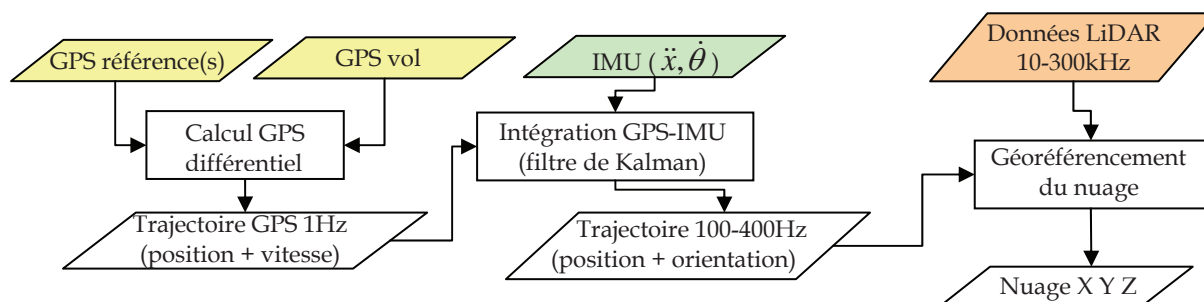 GPS référence(s)
GPS vol
IMU ( ẍ, θ̇ )
Données LiDAR
10-300kHz
Calcul GPS
différentiel
Intégration GPS-IMU
(filtre de Kalman)
Géoréférencement
du nuage
Trajectoire GPS 1Hz
(position + vitesse)
Trajectoire 100-400Hz
(position + orientation)
Nuage X Y Z